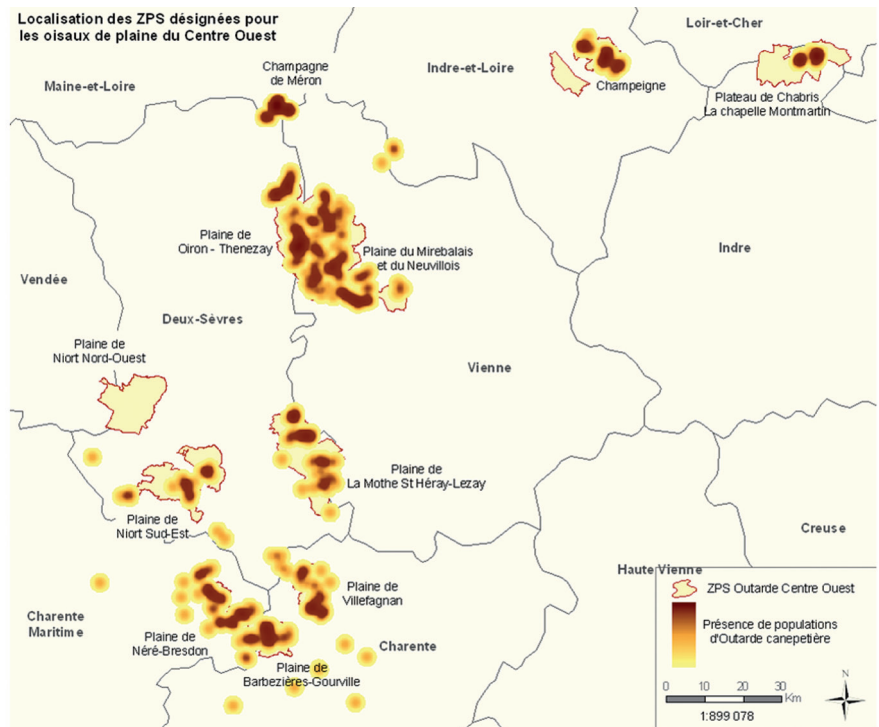 Localisation des ZPS désignées pour
les oisaux de plaine du Centre Ouest
Loir-et-Cher
Champagne
de Méron
Indre-et-Loire
Maine-et-Loire
Champeigne
Plateau de Chabris
La chapelle Montmartin
Plaine de
Oiron - Thenezay
Plaine du Mirebalais
et du Neuvillois
Indre
Vendée
Deux-Sèvres
Plaine de
Niort Nord-Ouest
Vienne
Plaine de
La Mothe St Héray-Lezay
Plaine de
Niort Sud-Est
Creuse
Haute Vienne
Plaine de
Villefagnan
Charente
Maritime
Plaine de
Néré-Bresdon
Charente
Plaine de
Barbezières-Gourville
ZPS Outarde Centre Ouest
Présence de populations
d'Outarde canepetière
0 10 20 30
Km
1:899 078
N